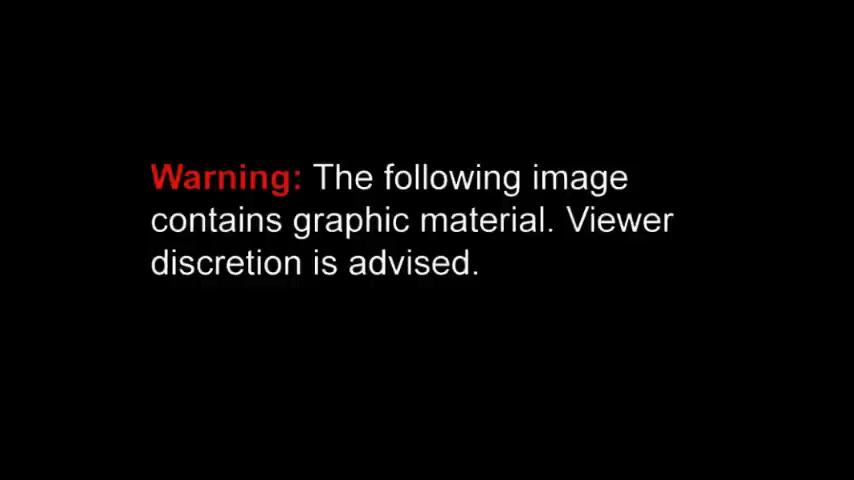 Warning: The following image
contains graphic material. Viewer
discretion is advised.